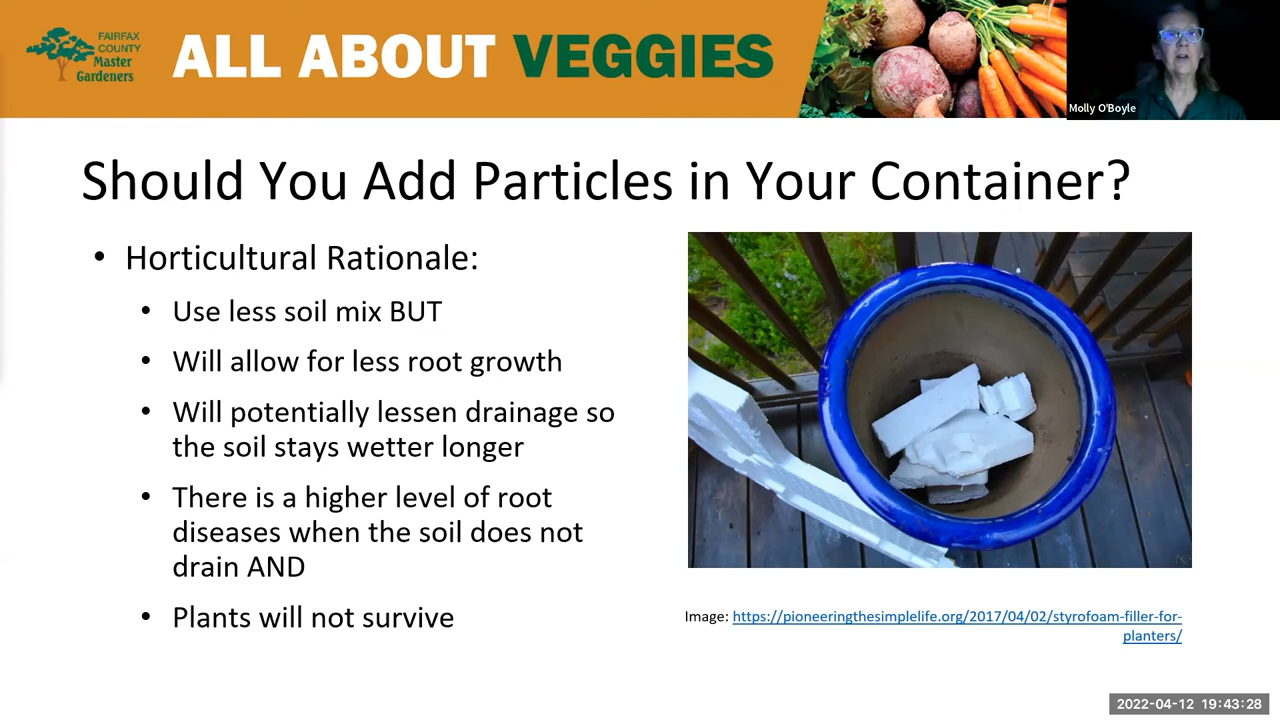 FAIRFAX
COUNTY
Master
Gardeners
ALL ABOUT VEGGIES
Molly O'Boyle
Should You Add Particles in Your Container?
• Horticultural Rationale:
• Use less soil mix BUT
• Will allow for less root growth
• Will potentially lessen drainage so
the soil stays wetter longer
• There is a higher level of root
diseases when the soil does not
drain AND
• Plants will not survive
Image: https://pioneeringthesimplelife.org/2017/04/02/styrofoam-filler-for-
planters/
2022-04-12 19:43:28